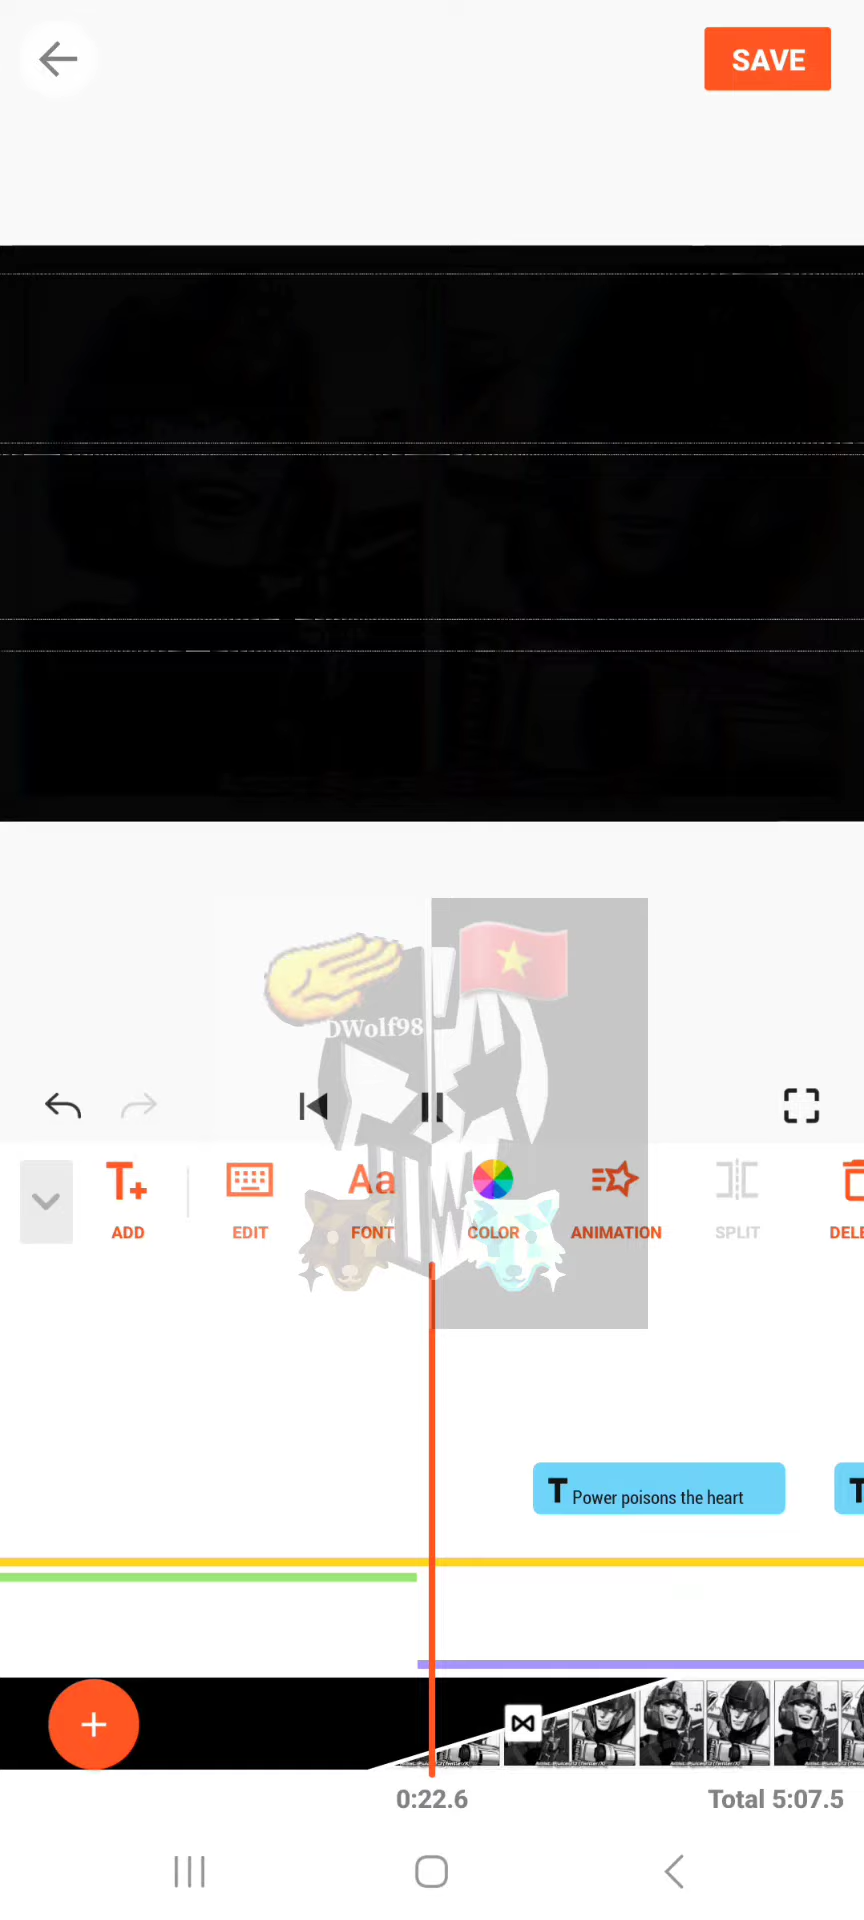 SAVE
DWolf98
ADD
EDIT
FONT
COLOR
ANIMATION
SPLIT
DELE
T Power poisons the heart
T
0:22.6
Total 5:07.5